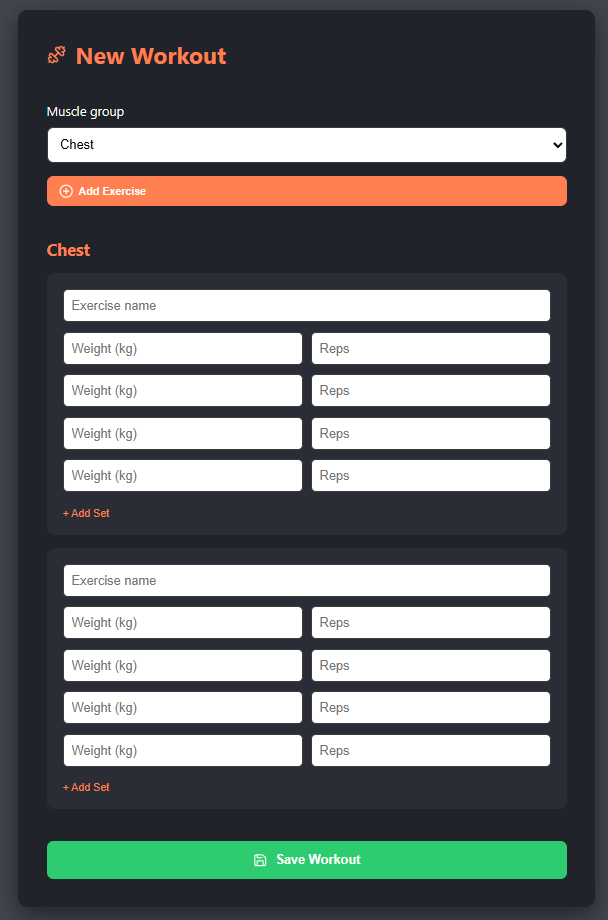 New Workout
Muscle group
Chest
Add Exercise
Chest
Exercise name
Weight (kg) Reps
Weight (kg) Reps
Weight (kg) Reps
Weight (kg) Reps
+ Add Set
Exercise name
Weight (kg) Reps
Weight (kg) Reps
Weight (kg) Reps
Weight (kg) Reps
+ Add Set
Save Workout